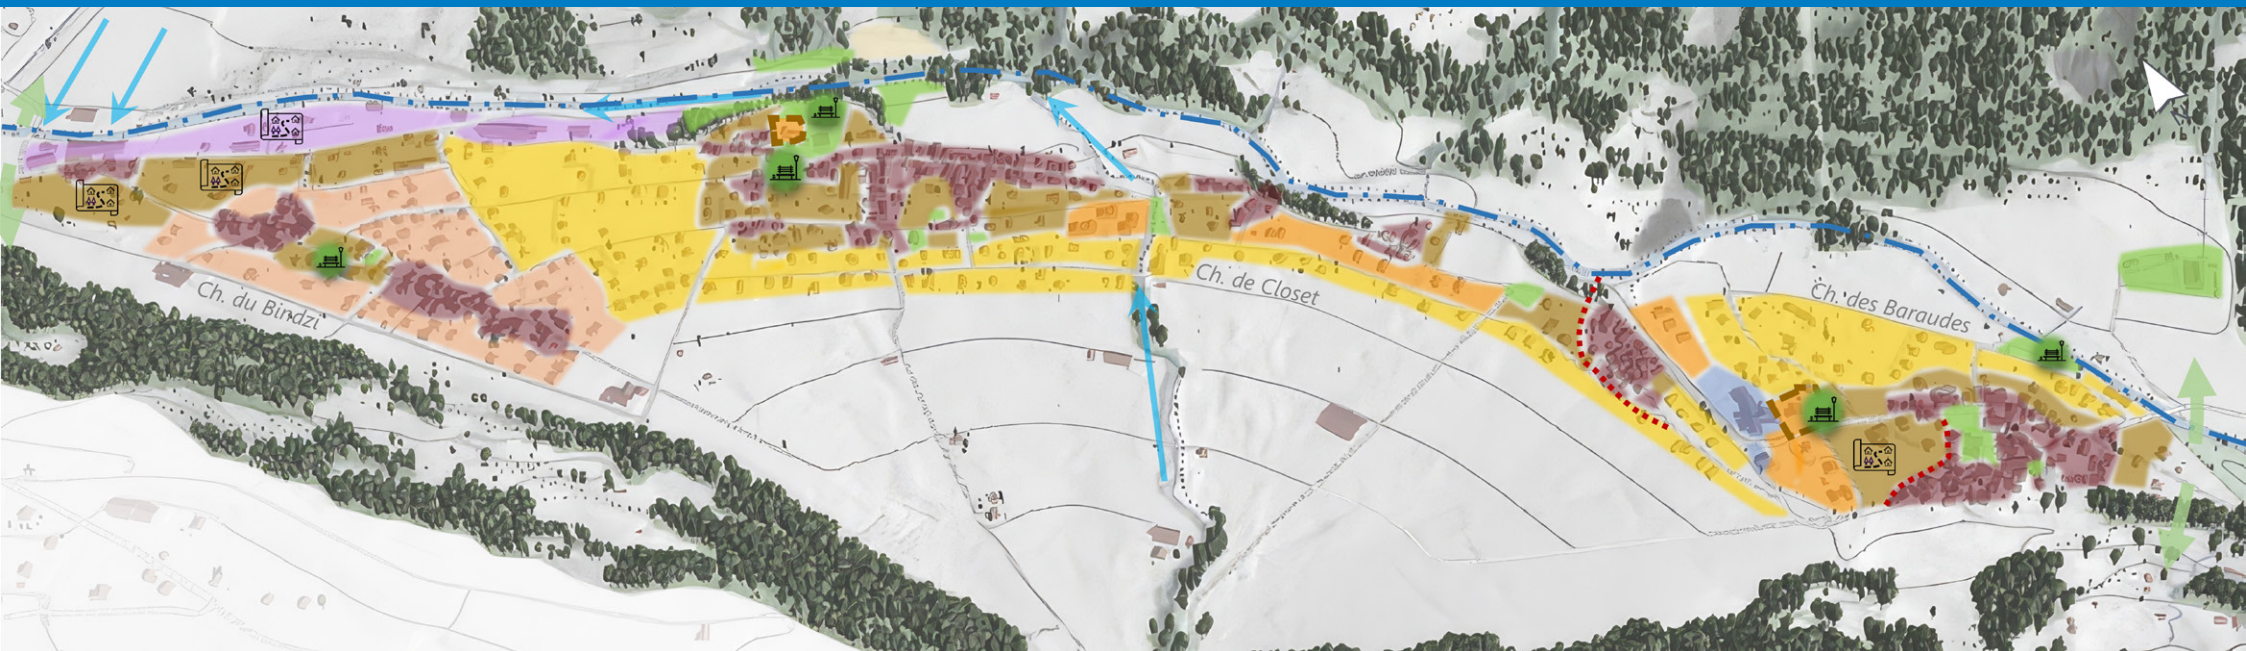 Ch. du Bindzi
Ch. de Closet
Ch. des Baraudes